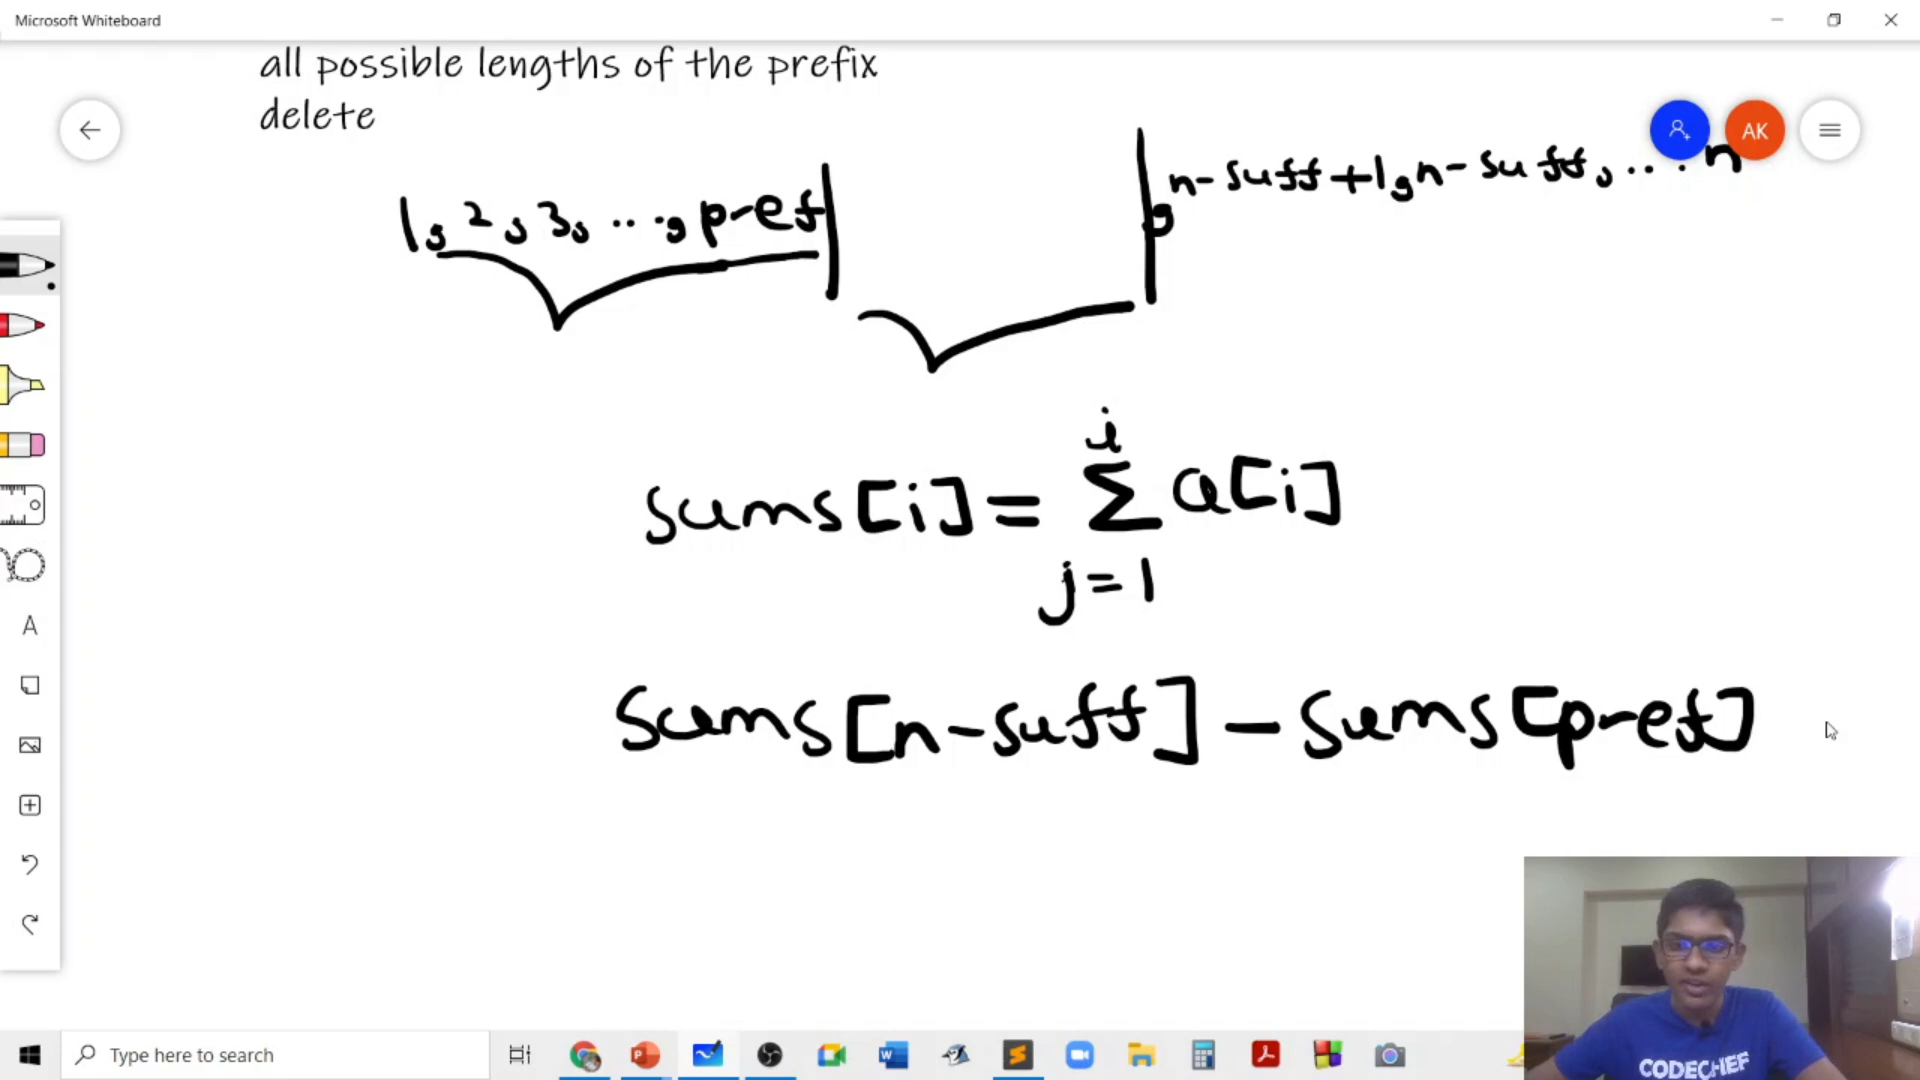 Microsoft Whiteboard
all possible lengths of the prefix
delete
AK
n-suff+1,n-suff,...n
1,2,3,...,pref
,
sums[i]=
i
Σ a[i]
j=1
A
Sums[n-suff]-Sums[pref]
Type here to search
CODECHEF